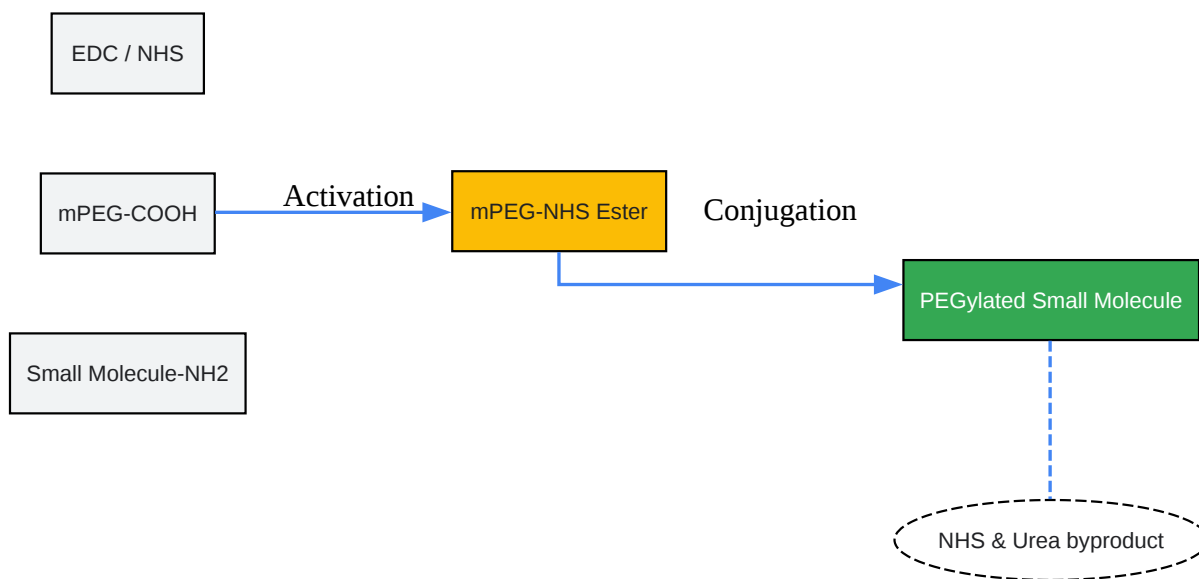 EDC / NHS
mPEG-COOH
Activation
mPEG-NHS Ester
Conjugation
PEGylated Small Molecule
Small Molecule-NH2
NHS & Urea byproduct